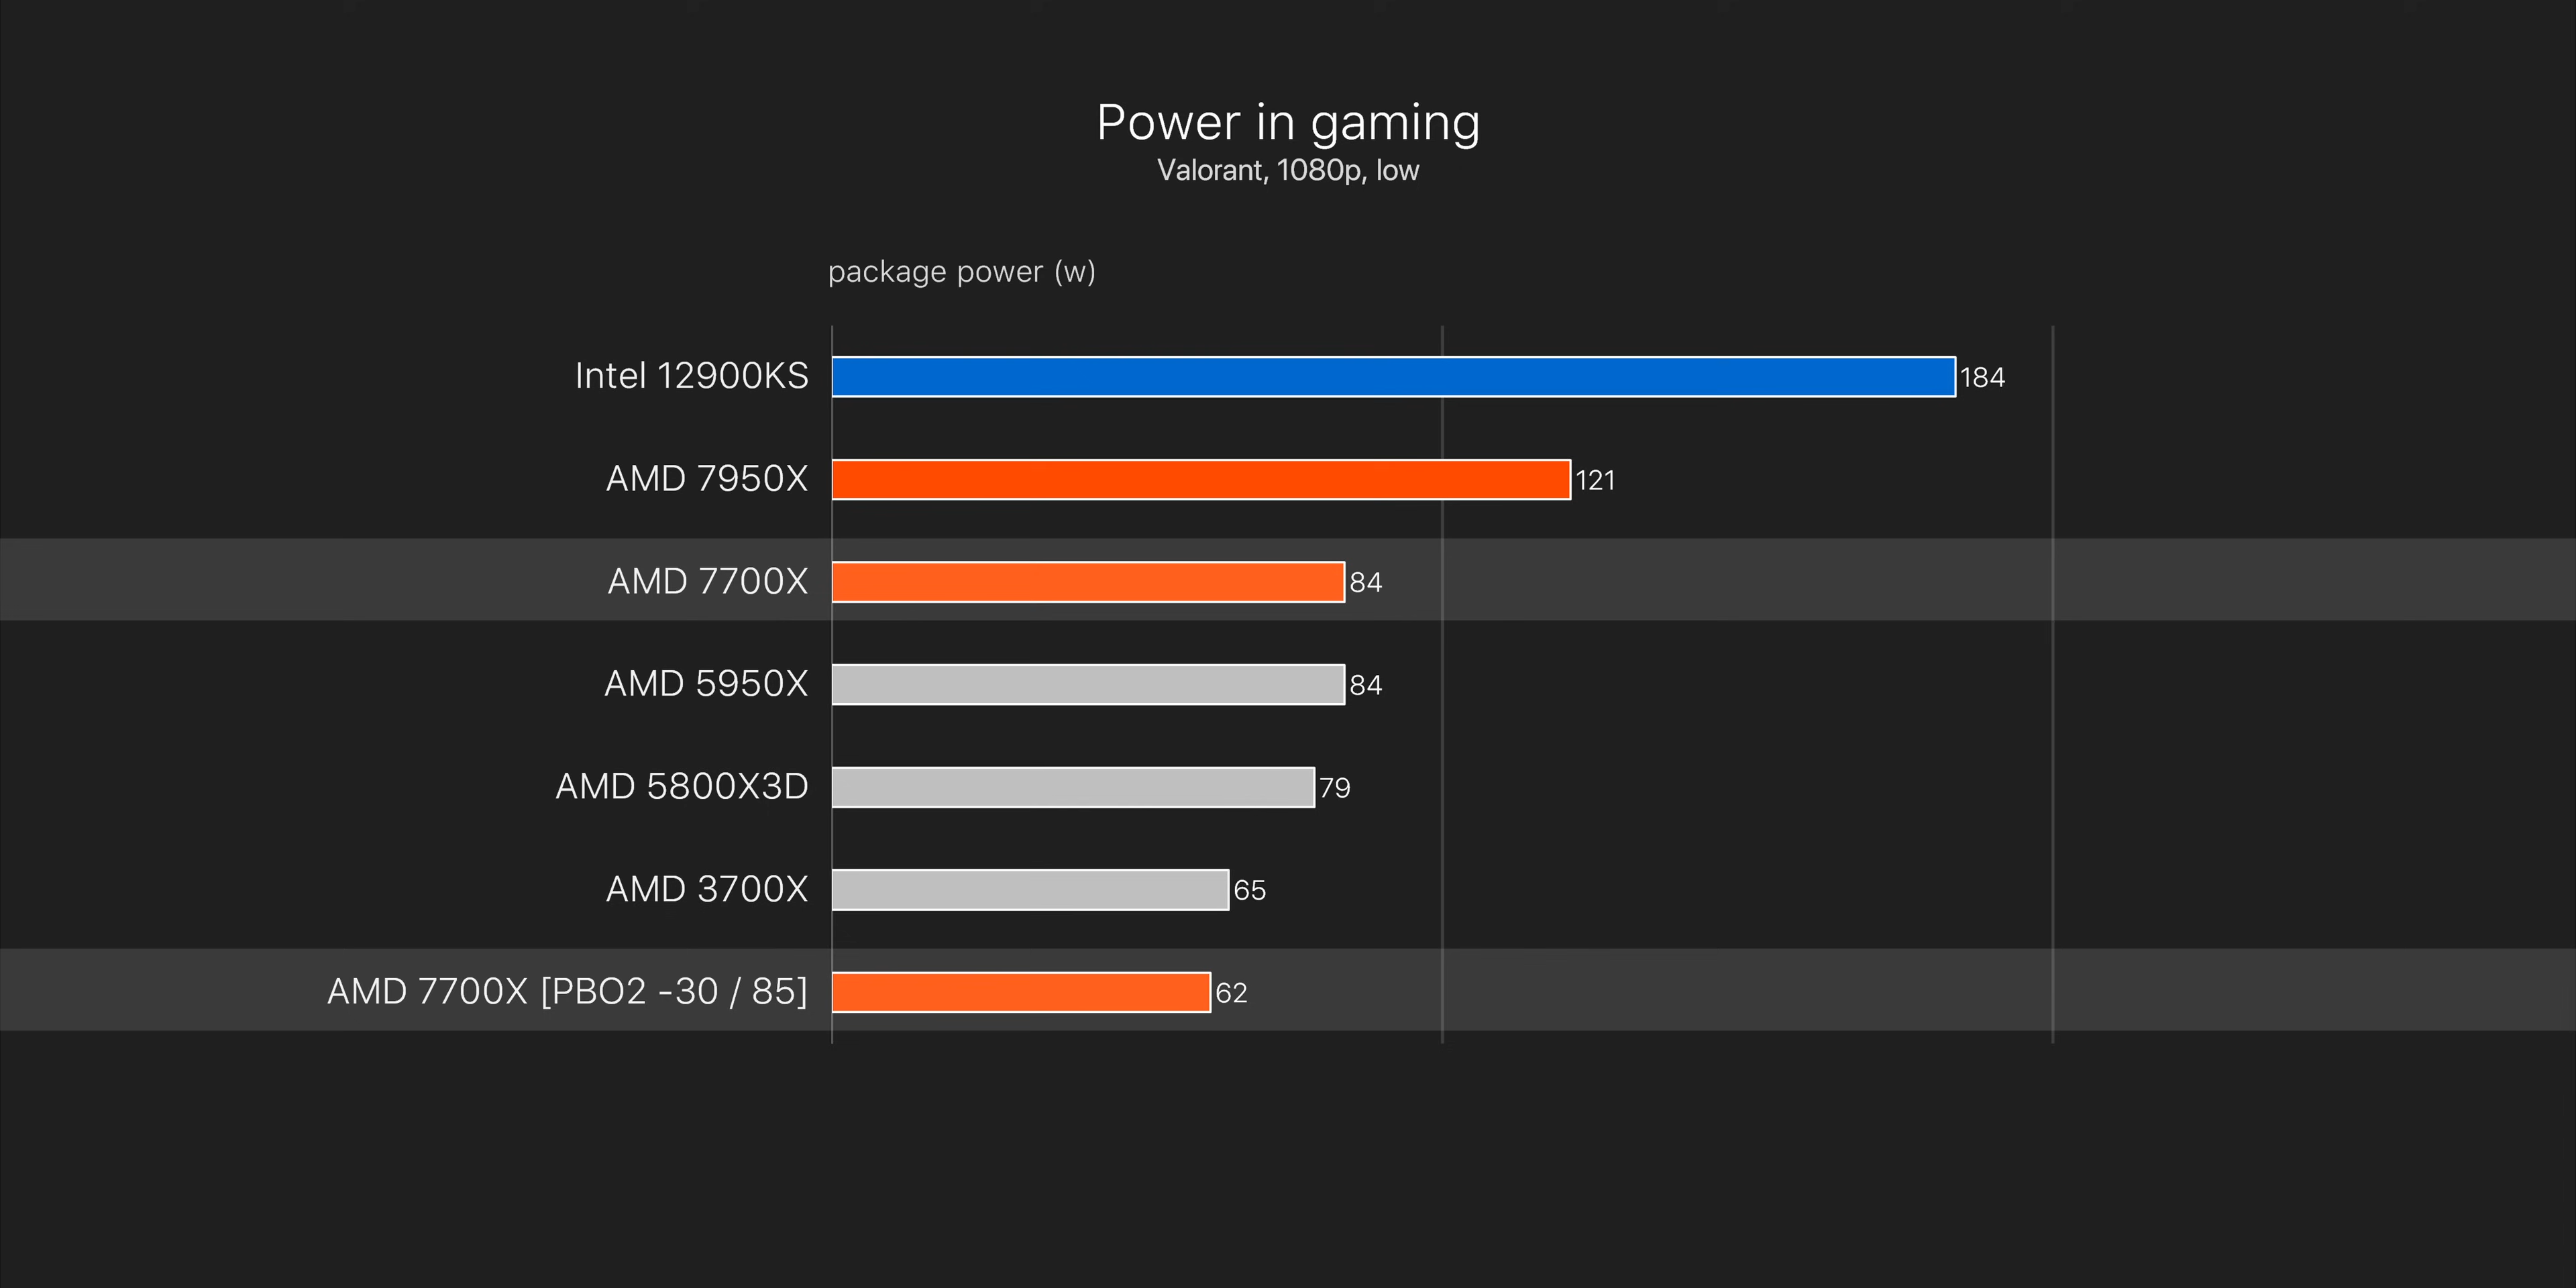 Power in gaming
Valorant, 1080p, low
package power (w)
Intel 12900KS 184
AMD 7950X 121
AMD 7700X 84
AMD 5950X 84
AMD 5800X3D 79
AMD 3700X 65
AMD 7700X [PBO2 -30 / 85] 62